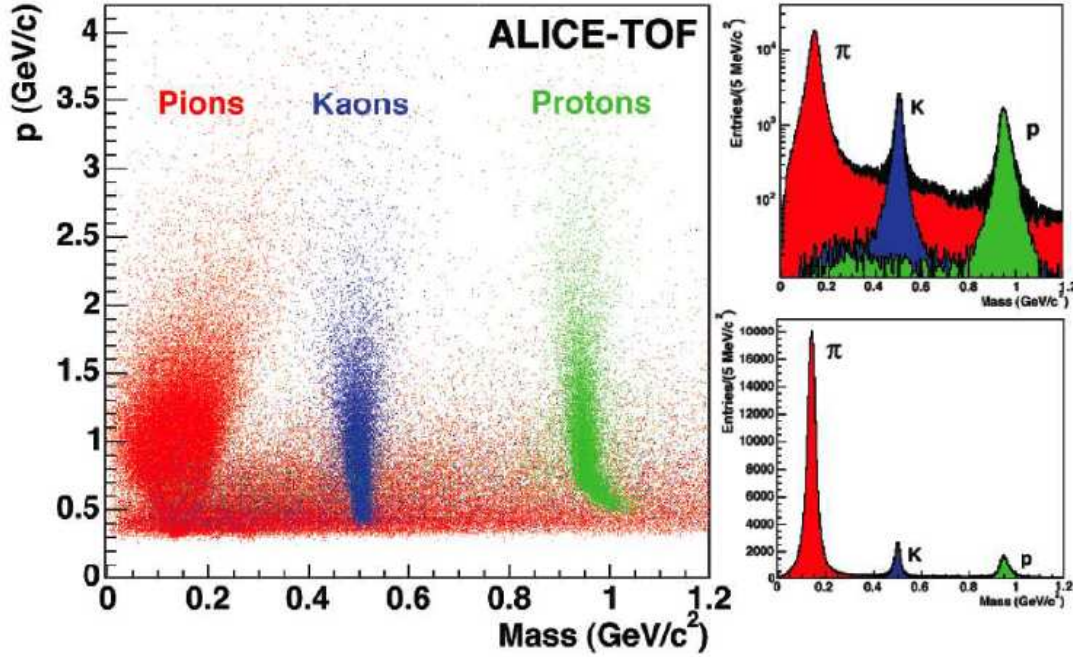 ALICE-TOF
p (GeV/c)
4
3.5
3
2.5
2
1.5
1
0.5
0
Pions
Kaons
Protons
0.2
0.4
0.6
0.8
1
1.2
Mass (GeV/c²)
Entries/(5 MeV/c²)
10⁴
10³
10²
π
K
p
0
0.2
0.4
0.6
0.8
1
1.2
Mass (GeV/c²)
Entries/(5 MeV/c²)
16000
14000
12000
10000
8000
6000
4000
2000
0
π
K
p
0
0.2
0.4
0.6
0.8
1
1.2
Mass (GeV/c²)